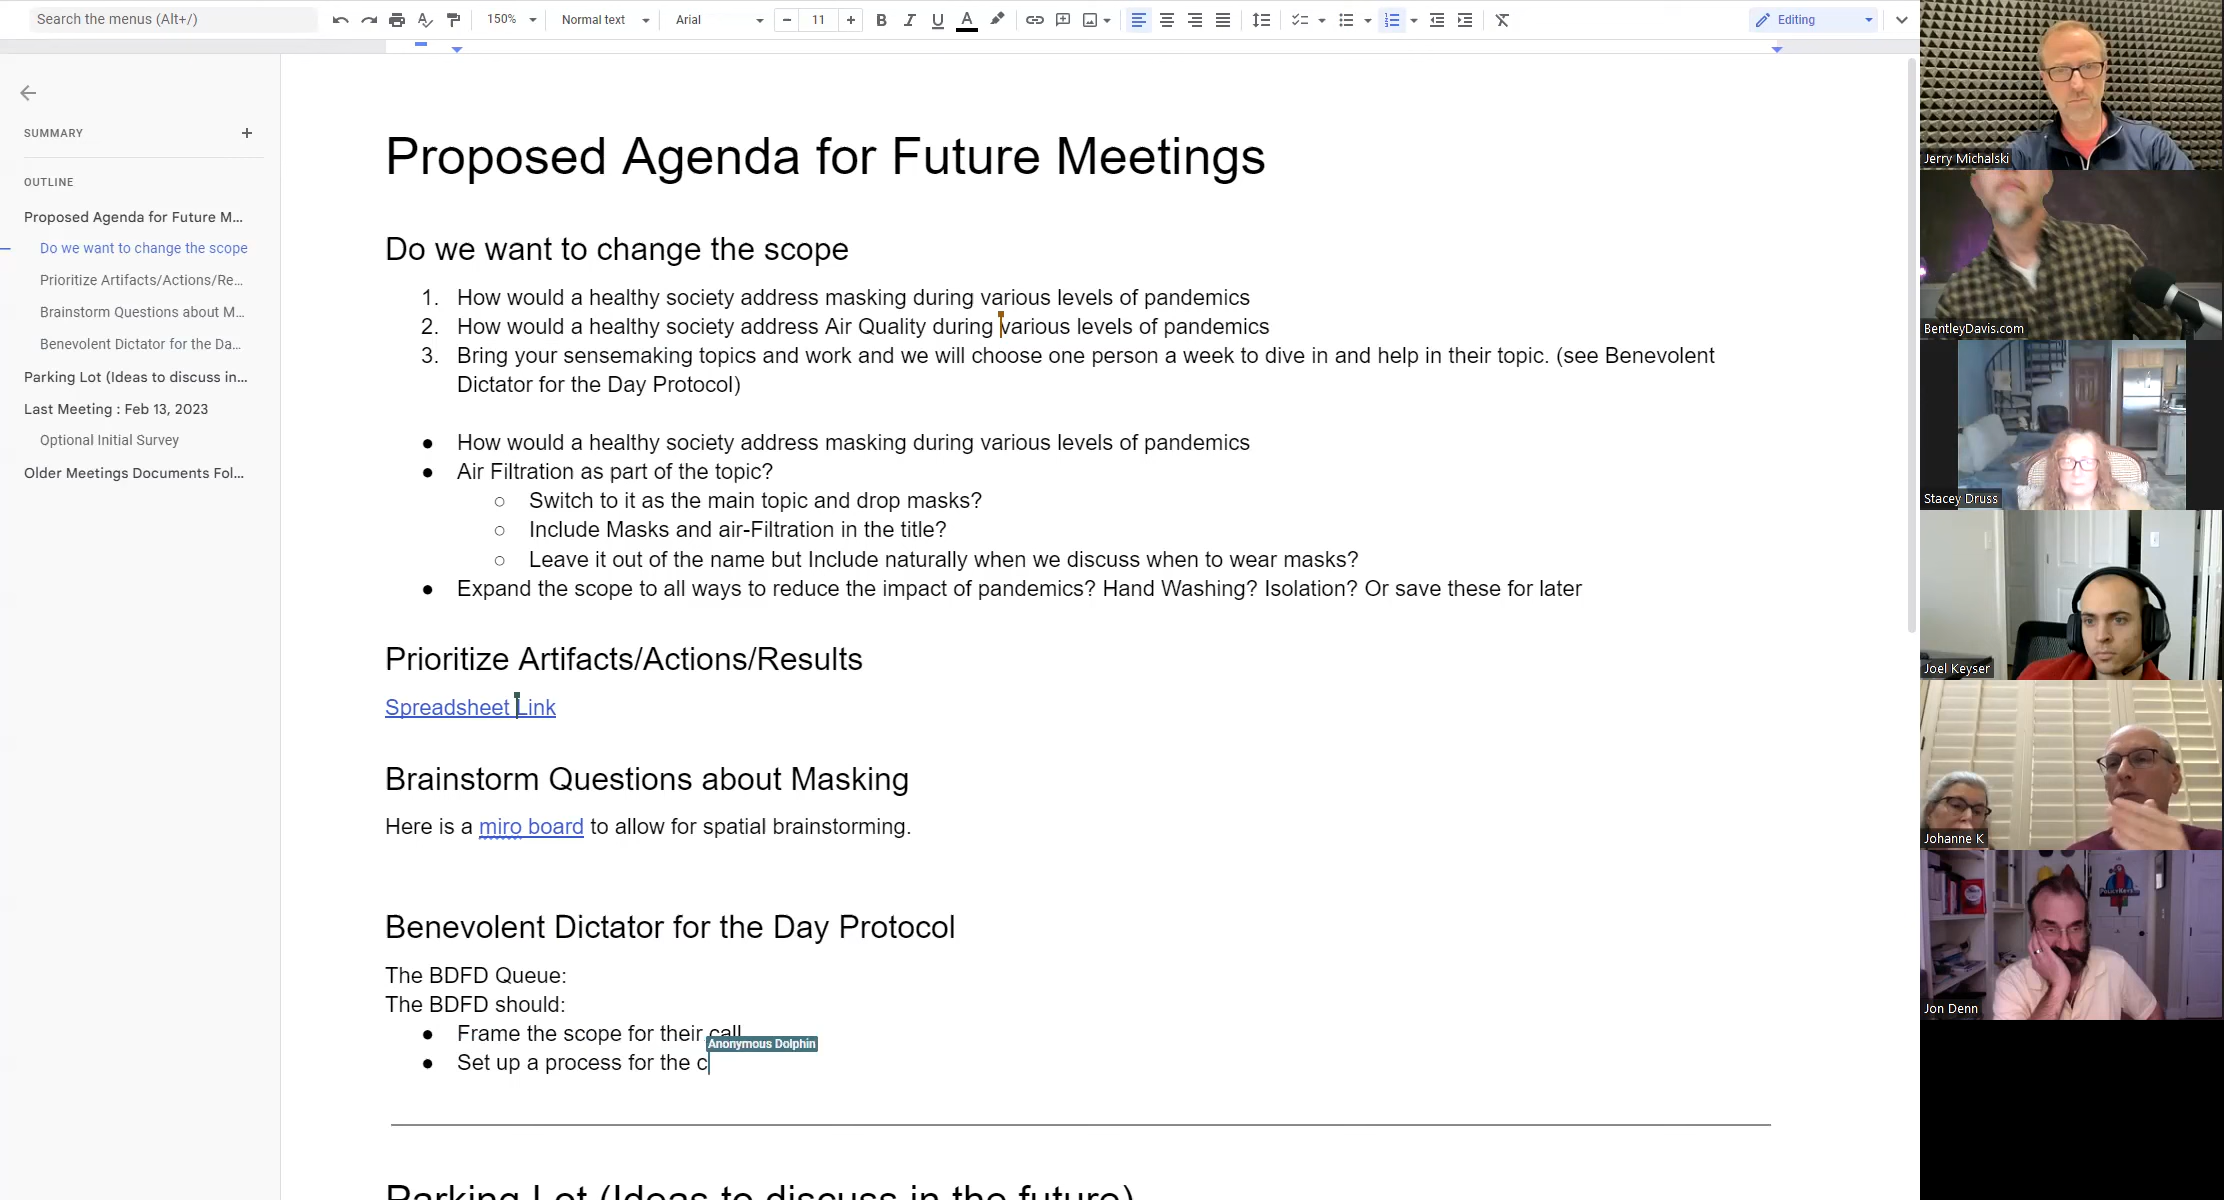 Search the menus (Alt+/)
150%
Normal text
Arial
11
Editing
SUMMARY
OUTLINE
Proposed Agenda for Future M...
Do we want to change the scope
Prioritize Artifacts/Actions/Re...
Brainstorm Questions about M...
Benevolent Dictator for the Da...
Parking Lot (Ideas to discuss in...
Last Meeting : Feb 13, 2023
Optional Initial Survey
Older Meetings Documents Fol...
Proposed Agenda for Future Meetings
Do we want to change the scope
1. How would a healthy society address masking during various levels of pandemics
2. How would a healthy society address Air Quality during various levels of pandemics
3. Bring your sensemaking topics and work and we will choose one person a week to dive in and help in their topic. (see Benevolent
Dictator for the Day Protocol)
● How would a healthy society address masking during various levels of pandemics
● Air Filtration as part of the topic?
○ Switch to it as the main topic and drop masks?
○ Include Masks and air-Filtration in the title?
○ Leave it out of the name but Include naturally when we discuss when to wear masks?
● Expand the scope to all ways to reduce the impact of pandemics? Hand Washing? Isolation? Or save these for later
Prioritize Artifacts/Actions/Results
Spreadsheet Link
Brainstorm Questions about Masking
Here is a miro board to allow for spatial brainstorming.
Benevolent Dictator for the Day Protocol
The BDFD Queue:
The BDFD should:
● Frame the scope for their call
Anonymous Dolphin
● Set up a process for the c
Parking Lot (Ideas to discuss in the future)
Jerry Michalski
BentleyDavis.com
Stacey Druss
Joel Keyser
Johanne K
POLICYKEYS
Jon Denn